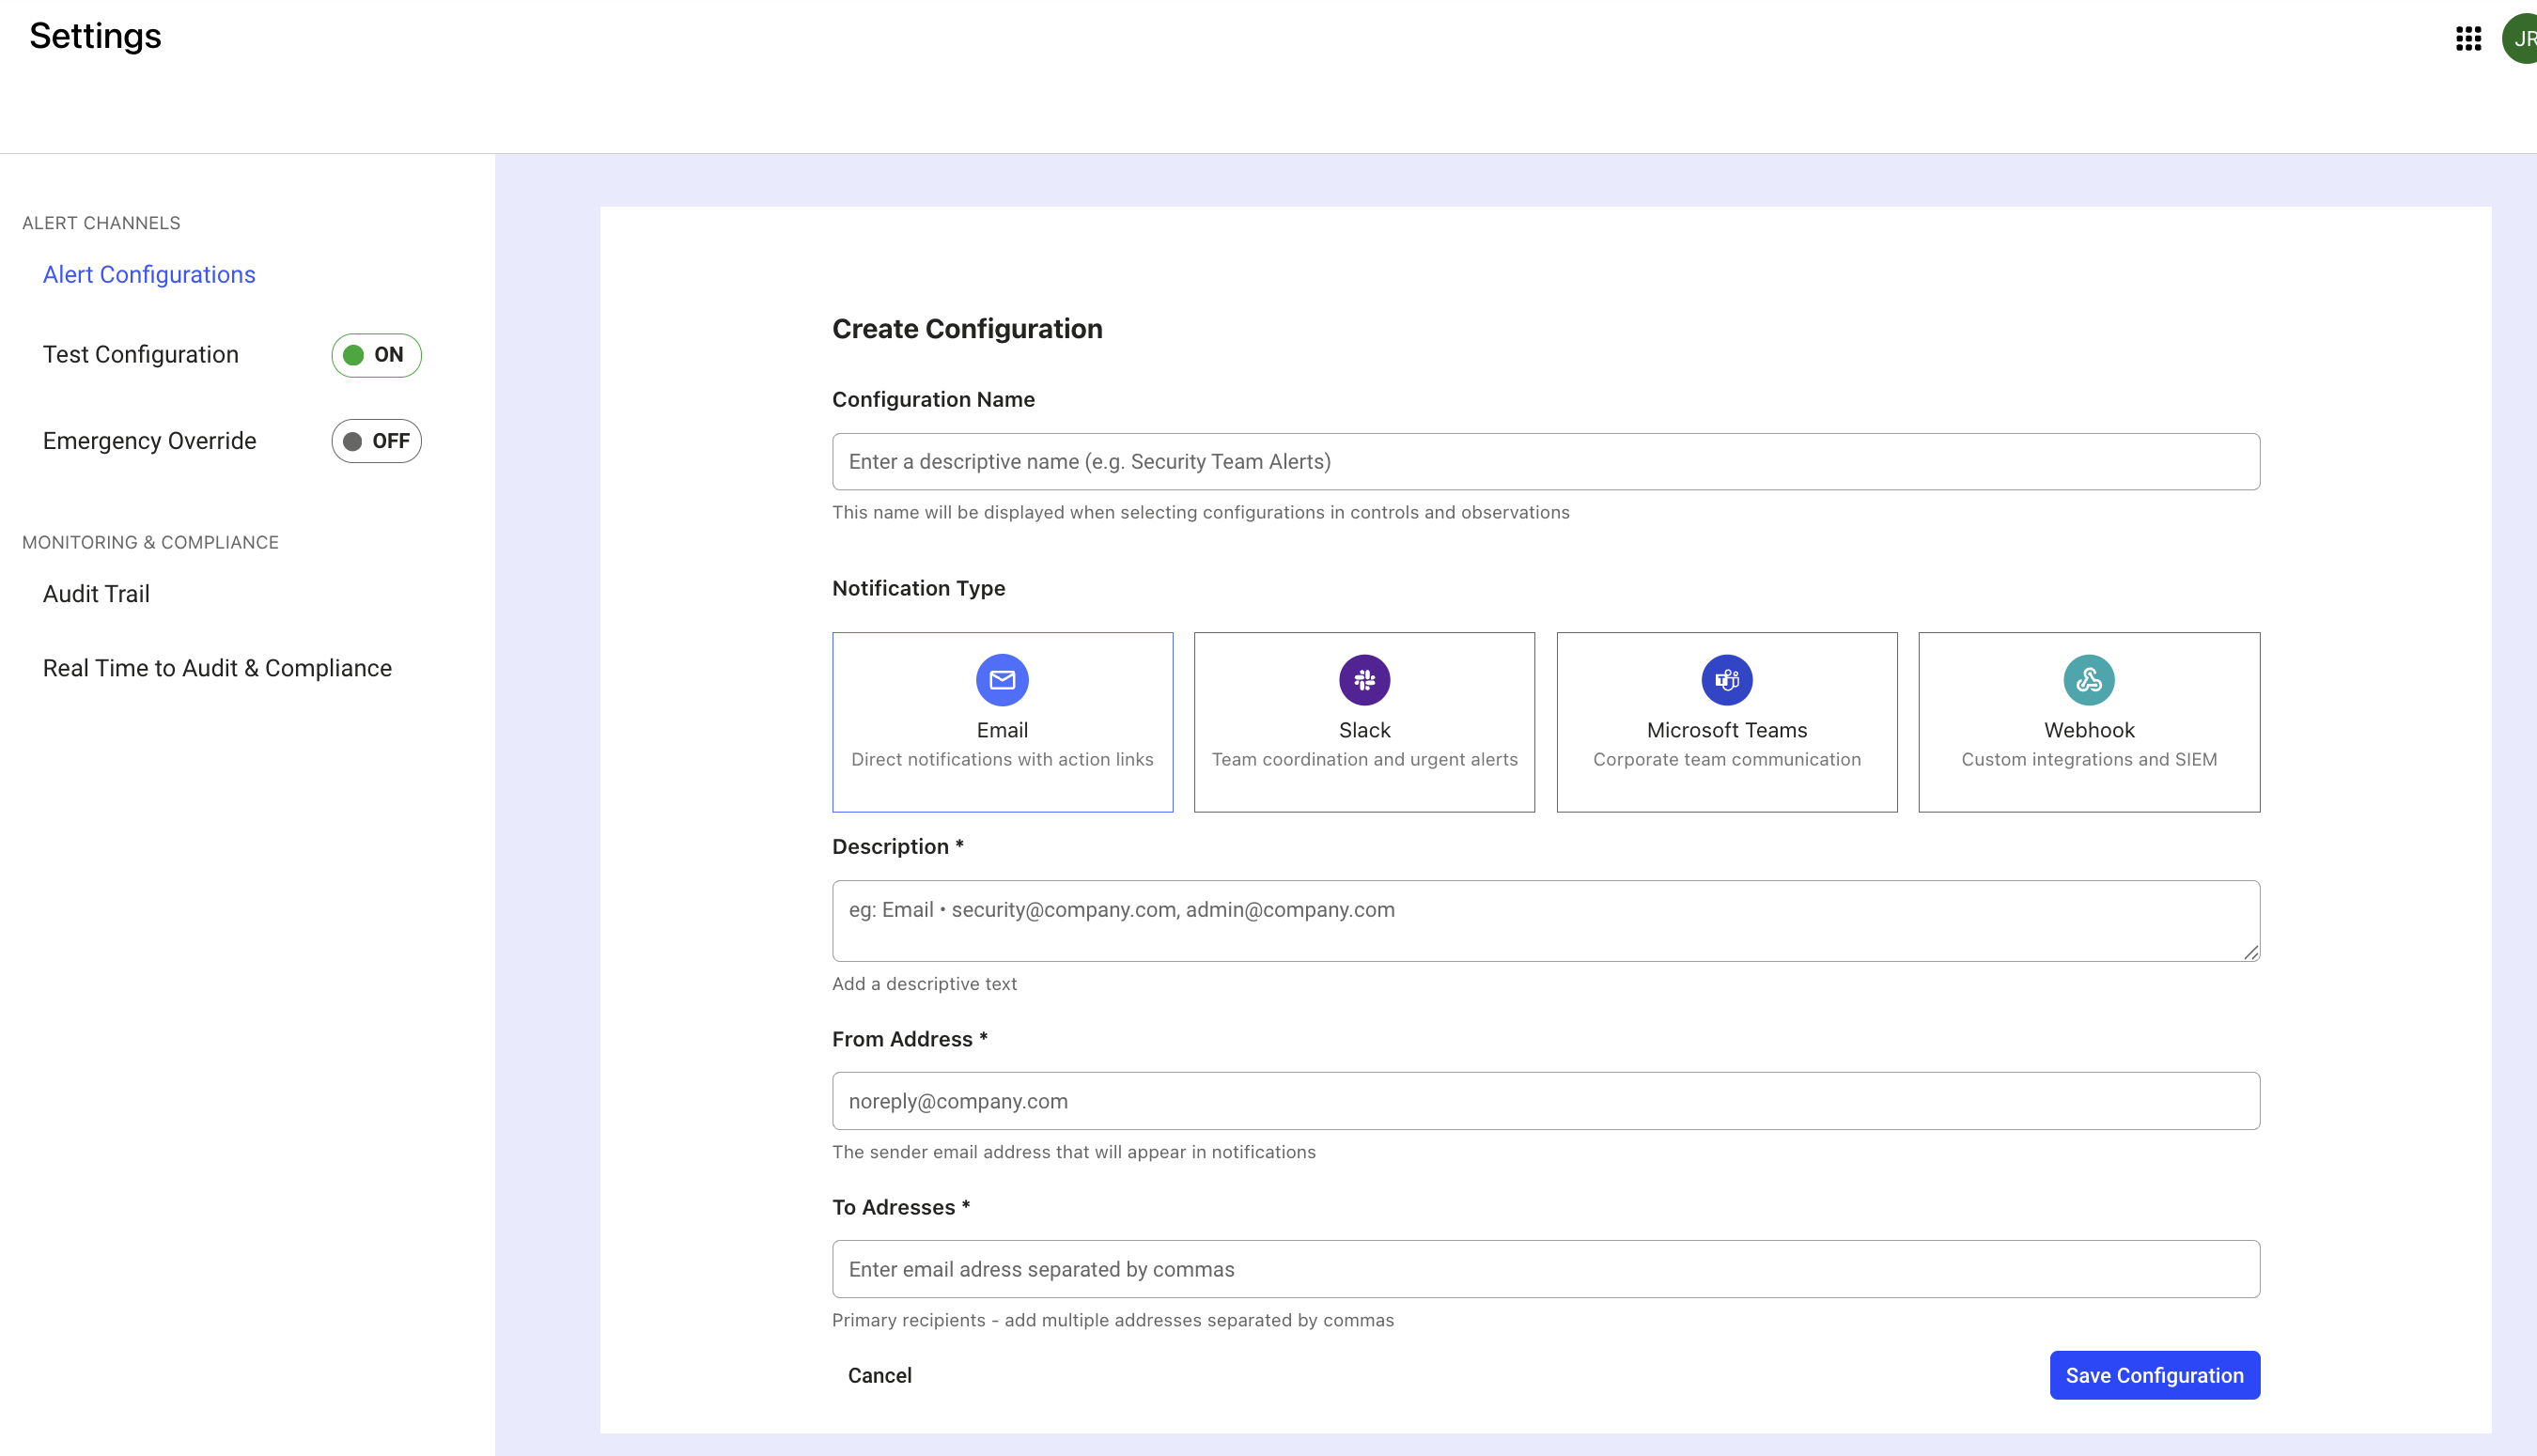 Settings
JR
ALERT CHANNELS
Alert Configurations
Test Configuration ON
Emergency Override OFF
MONITORING & COMPLIANCE
Audit Trail
Real Time to Audit & Compliance
Create Configuration
Configuration Name
Enter a descriptive name (e.g. Security Team Alerts)
This name will be displayed when selecting configurations in controls and observations
Notification Type
Email
Direct notifications with action links
Slack
Team coordination and urgent alerts
Microsoft Teams
Corporate team communication
Webhook
Custom integrations and SIEM
Description *
eg: Email • security@company.com, admin@company.com
Add a descriptive text
From Address *
noreply@company.com
The sender email address that will appear in notifications
To Adresses *
Enter email adress separated by commas
Primary recipients - add multiple addresses separated by commas
Cancel
Save Configuration